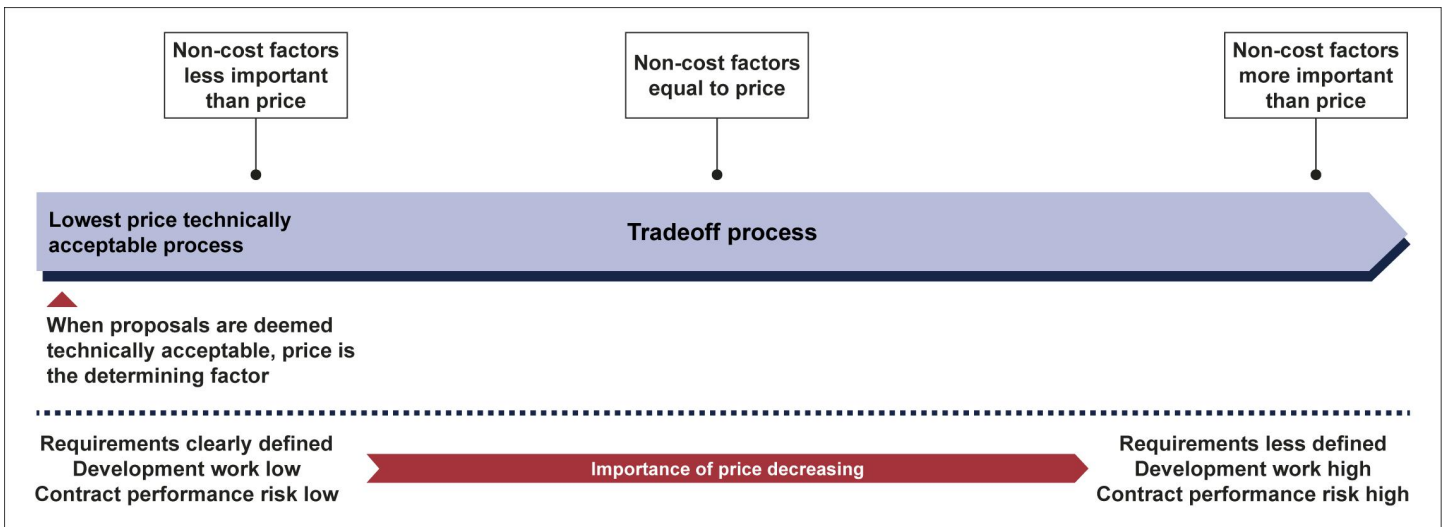 Non-cost factors
less important
than price
Non-cost factors
equal to price
Non-cost factors
more important
than price
Lowest price technically
acceptable process
Tradeoff process
When proposals are deemed
technically acceptable, price is
the determining factor
Requirements clearly defined
Development work low
Contract performance risk low
Importance of price decreasing
Requirements less defined
Development work high
Contract performance risk high